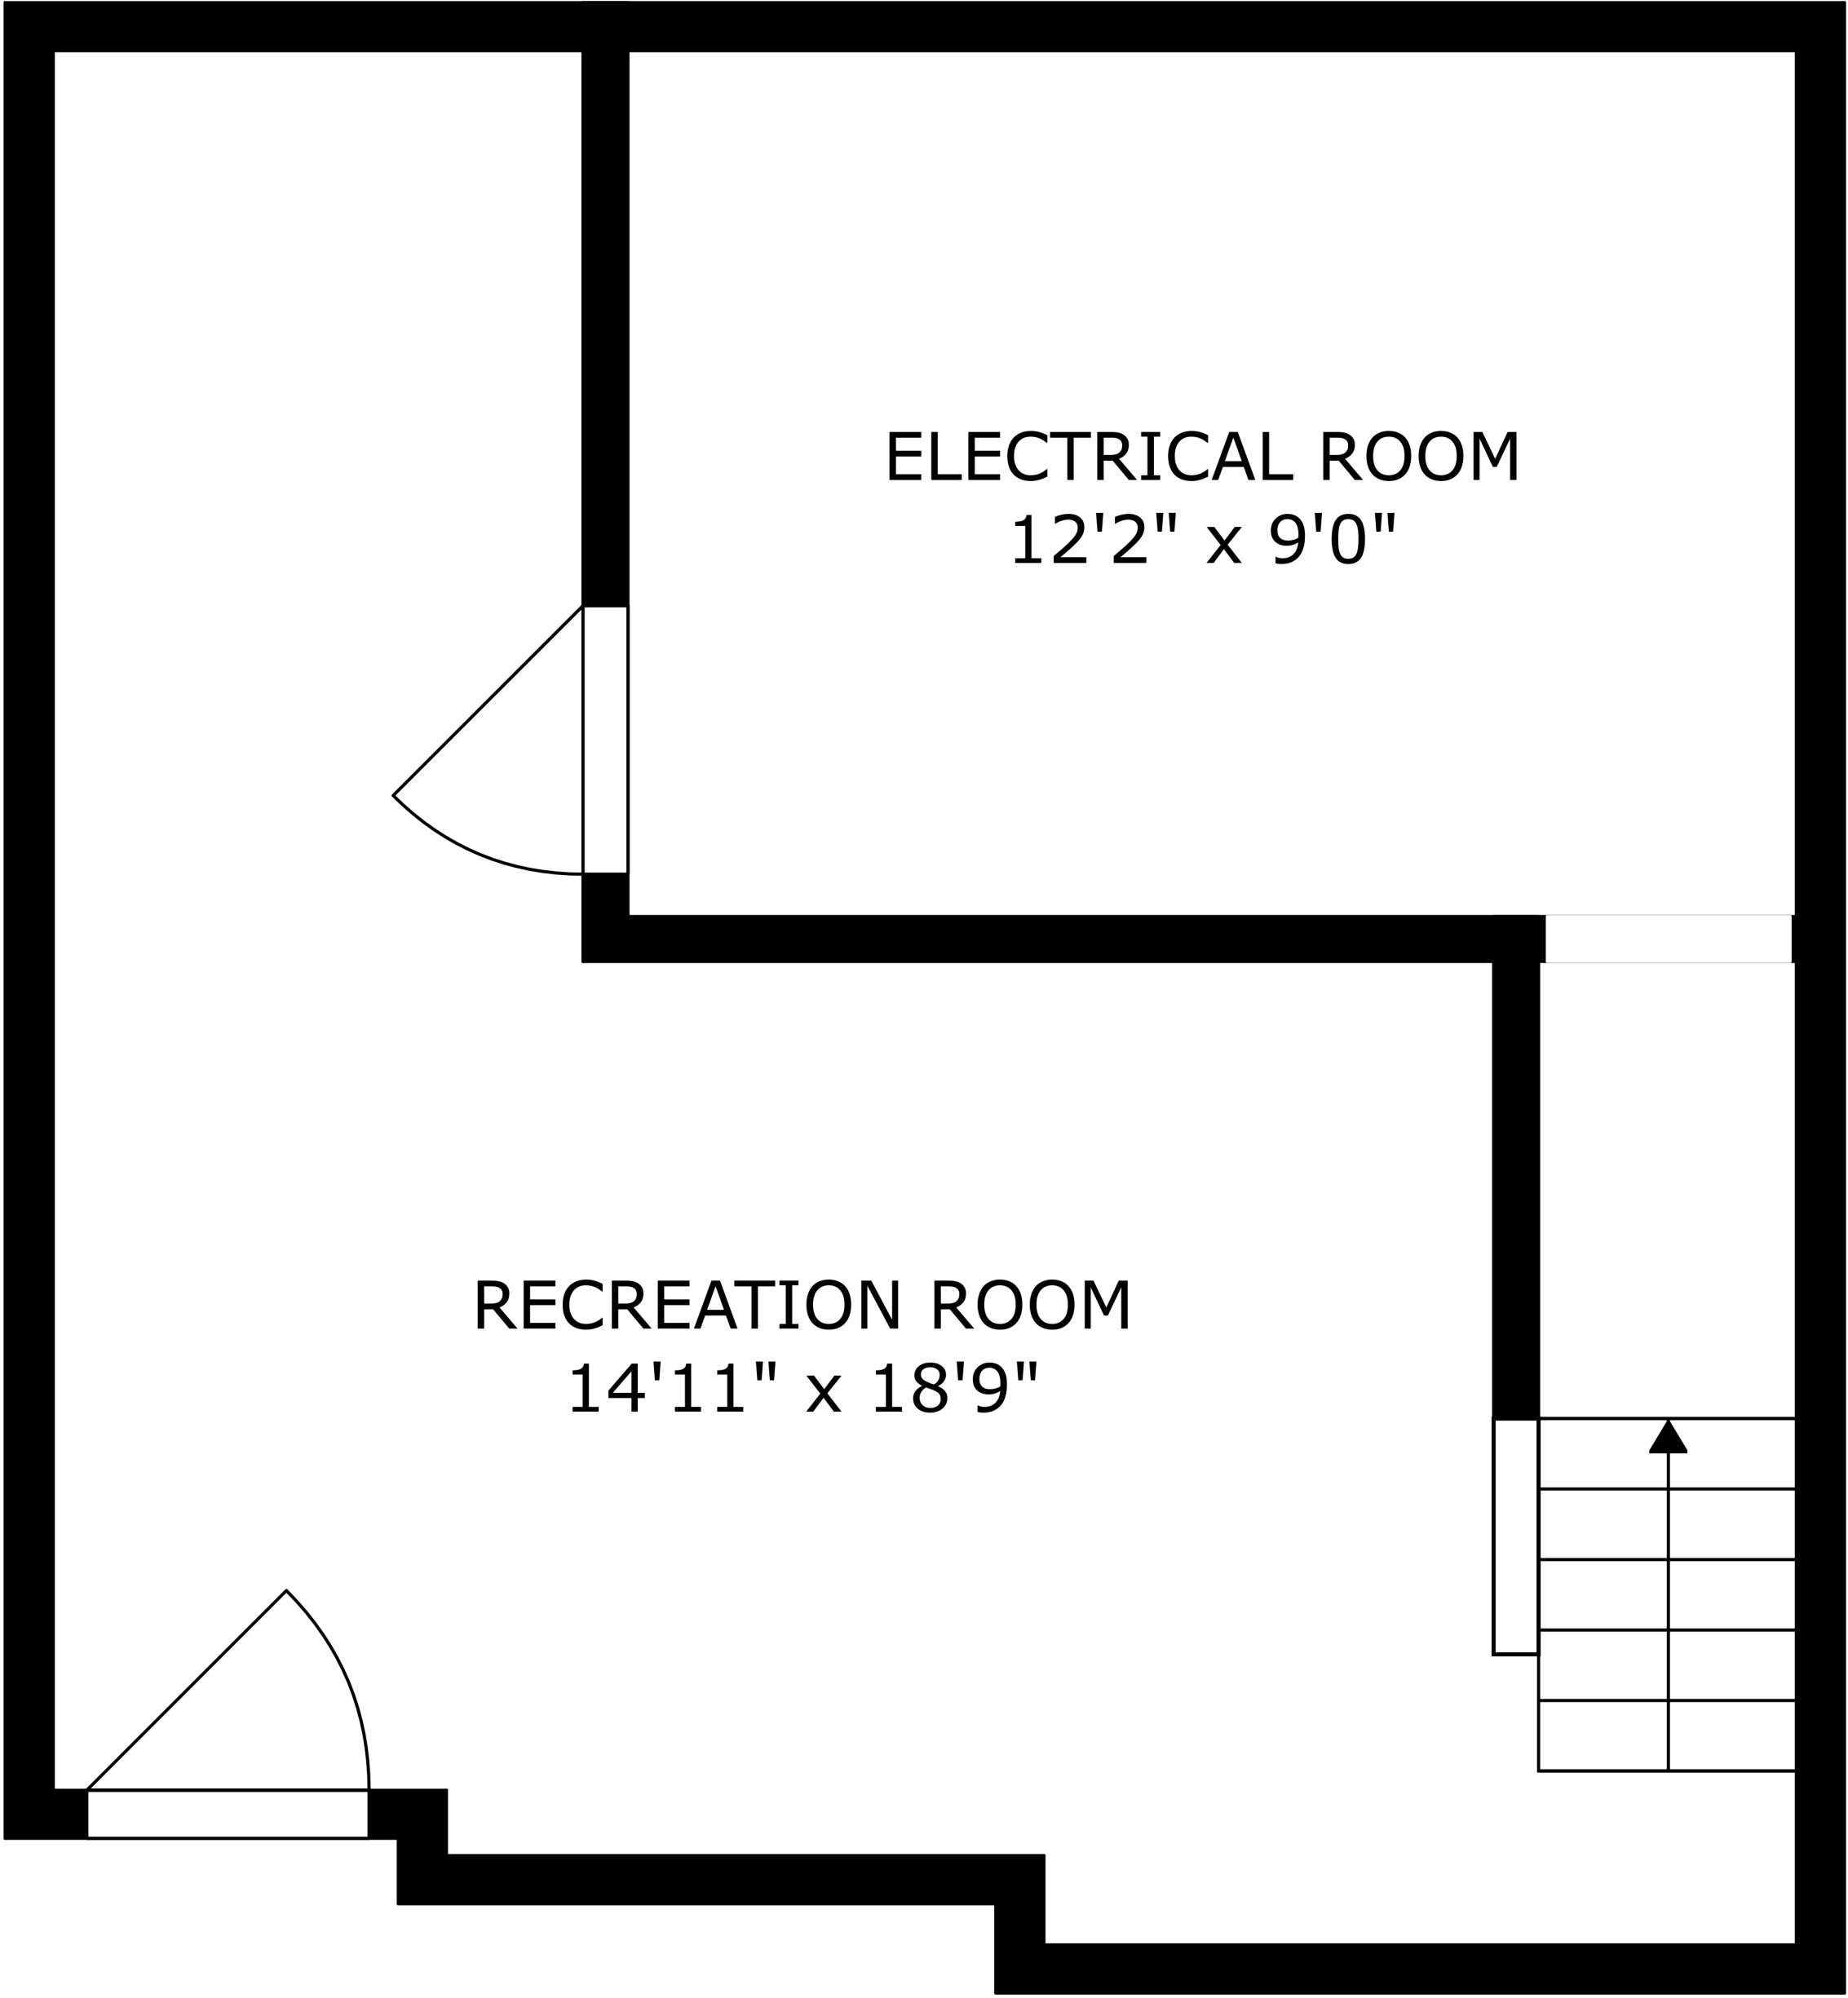 ELECTRICAL ROOM
12'2" x 9'0"
RECREATION ROOM
14'11" x 18'9"